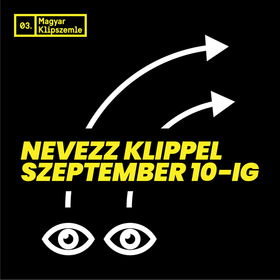 03. Magyar
Klipszemle
NEVEZZ KLIPPEL
SZEPTEMBER 10-IG